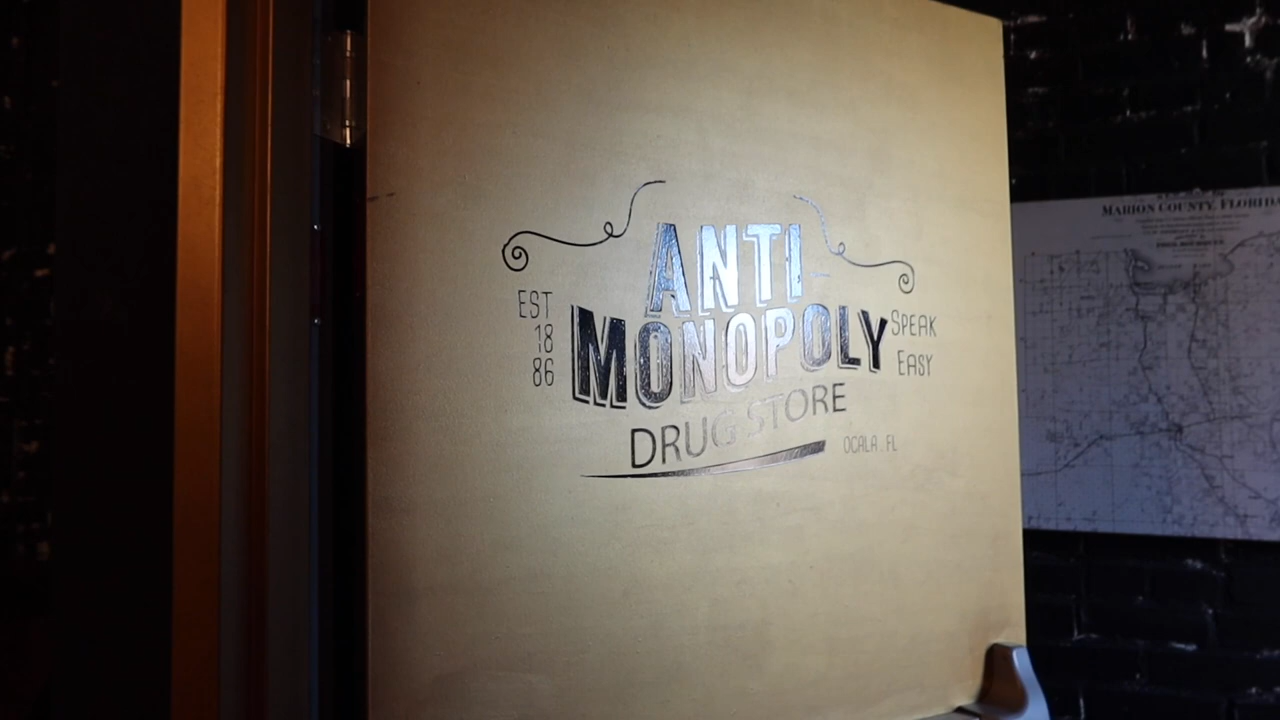 ANTI-
MONOPOLY
DRUG STORE
EST
18
86
SPEAK
EASY
OCALA . FL
MARION COUNTY, FLORIDA